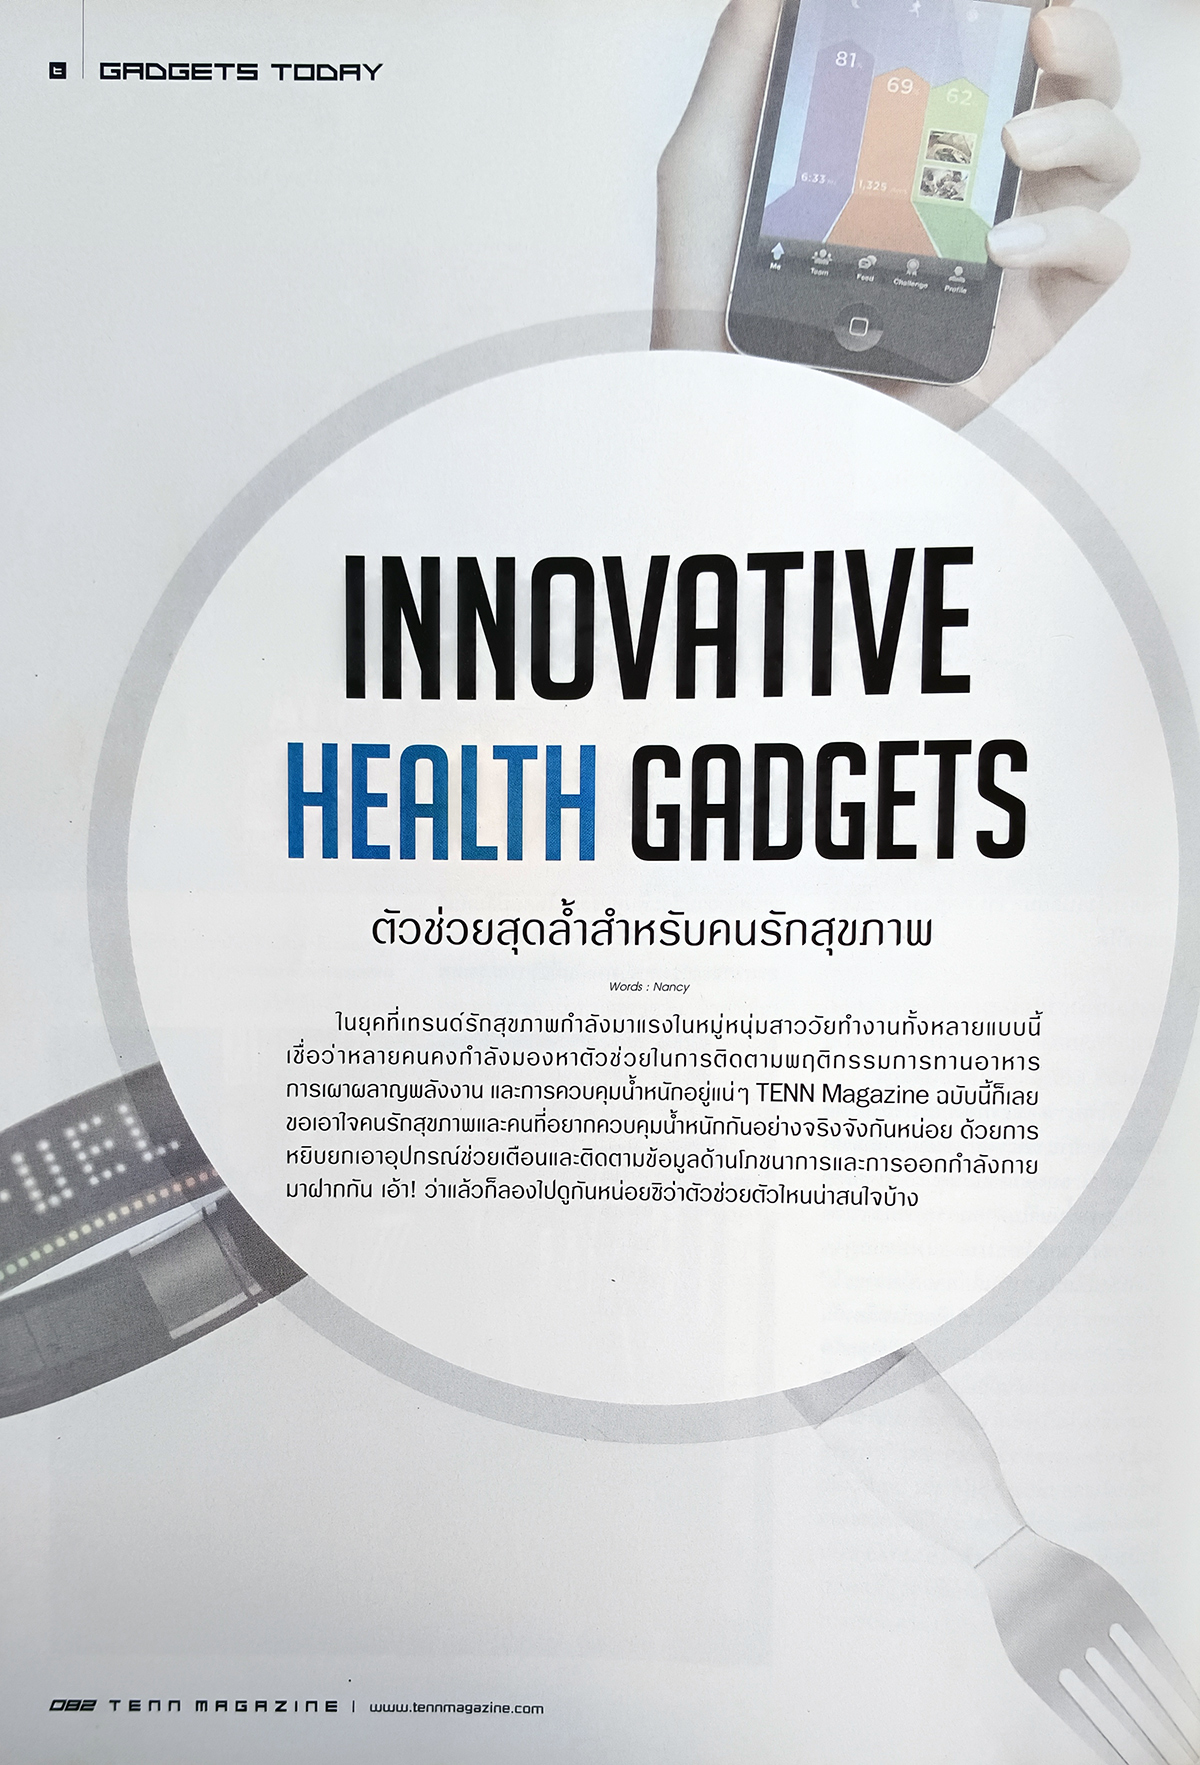 t GADGETS TODAY
81
69
62
6:33
1,325
Me Team Feed Challenge Profile
INNOVATIVE
HEALTH GADGETS
ตัวช่วยสุดล้ำสำหรับคนรักสุขภาพ
Words : Nancy
ในยุคที่เทรนด์รักสุขภาพกำลังมาแรงในหมู่หนุ่มสาววัยทำงานทั้งหลายแบบนี้
เชื่อว่าหลายคนคงกำลังมองหาตัวช่วยในการติดตามพฤติกรรมการทานอาหาร
การเผาผลาญพลังงาน และการควบคุมน้ำหนักอยู่แน่ๆ TENN Magazine ฉบับนี้ก็เลย
ขอเอาใจคนรักสุขภาพและคนที่อยากควบคุมน้ำหนักกันอย่างจริงจังกันหน่อย ด้วยการ
หยิบยกเอาอุปกรณ์ช่วยเตือนและติดตามข้อมูลด้านโภชนาการและการออกกำลังกาย
มาฝากกัน เอ้า! ว่าแล้วก็ลองไปดูกันหน่อยซิว่าตัวช่วยตัวไหนน่าสนใจบ้าง
UEL
082 TENN MAGAZINE | www.tennmagazine.com